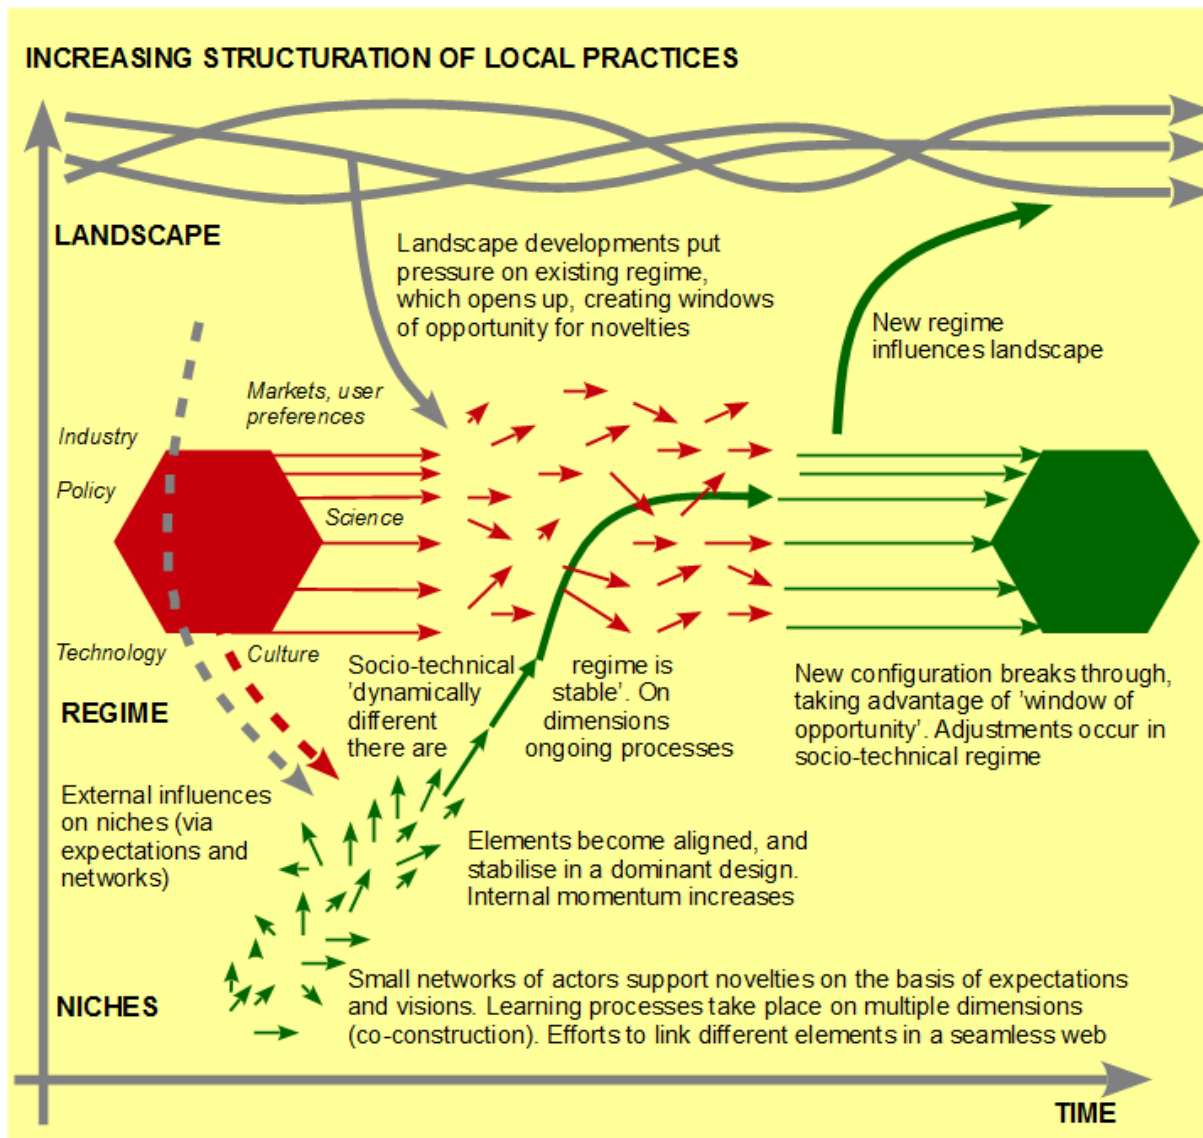 INCREASING STRUCTURATION OF LOCAL PRACTICES
LANDSCAPE
Landscape developments put
pressure on existing regime,
which opens up, creating windows
of opportunity for novelties
New regime
influences landscape
Markets, user
preferences
Industry
Policy
Science
Technology
Culture
REGIME
Socio-technical regime is
'dynamically stable'. On
different dimensions
there are ongoing processes
New configuration breaks through,
taking advantage of 'window of
opportunity'. Adjustments occur in
socio-technical regime
External influences
on niches (via
expectations and
networks)
Elements become aligned, and
stabilise in a dominant design.
Internal momentum increases
NICHES
Small networks of actors support novelties on the basis of expectations
and visions. Learning processes take place on multiple dimensions
(co-construction). Efforts to link different elements in a seamless web
TIME